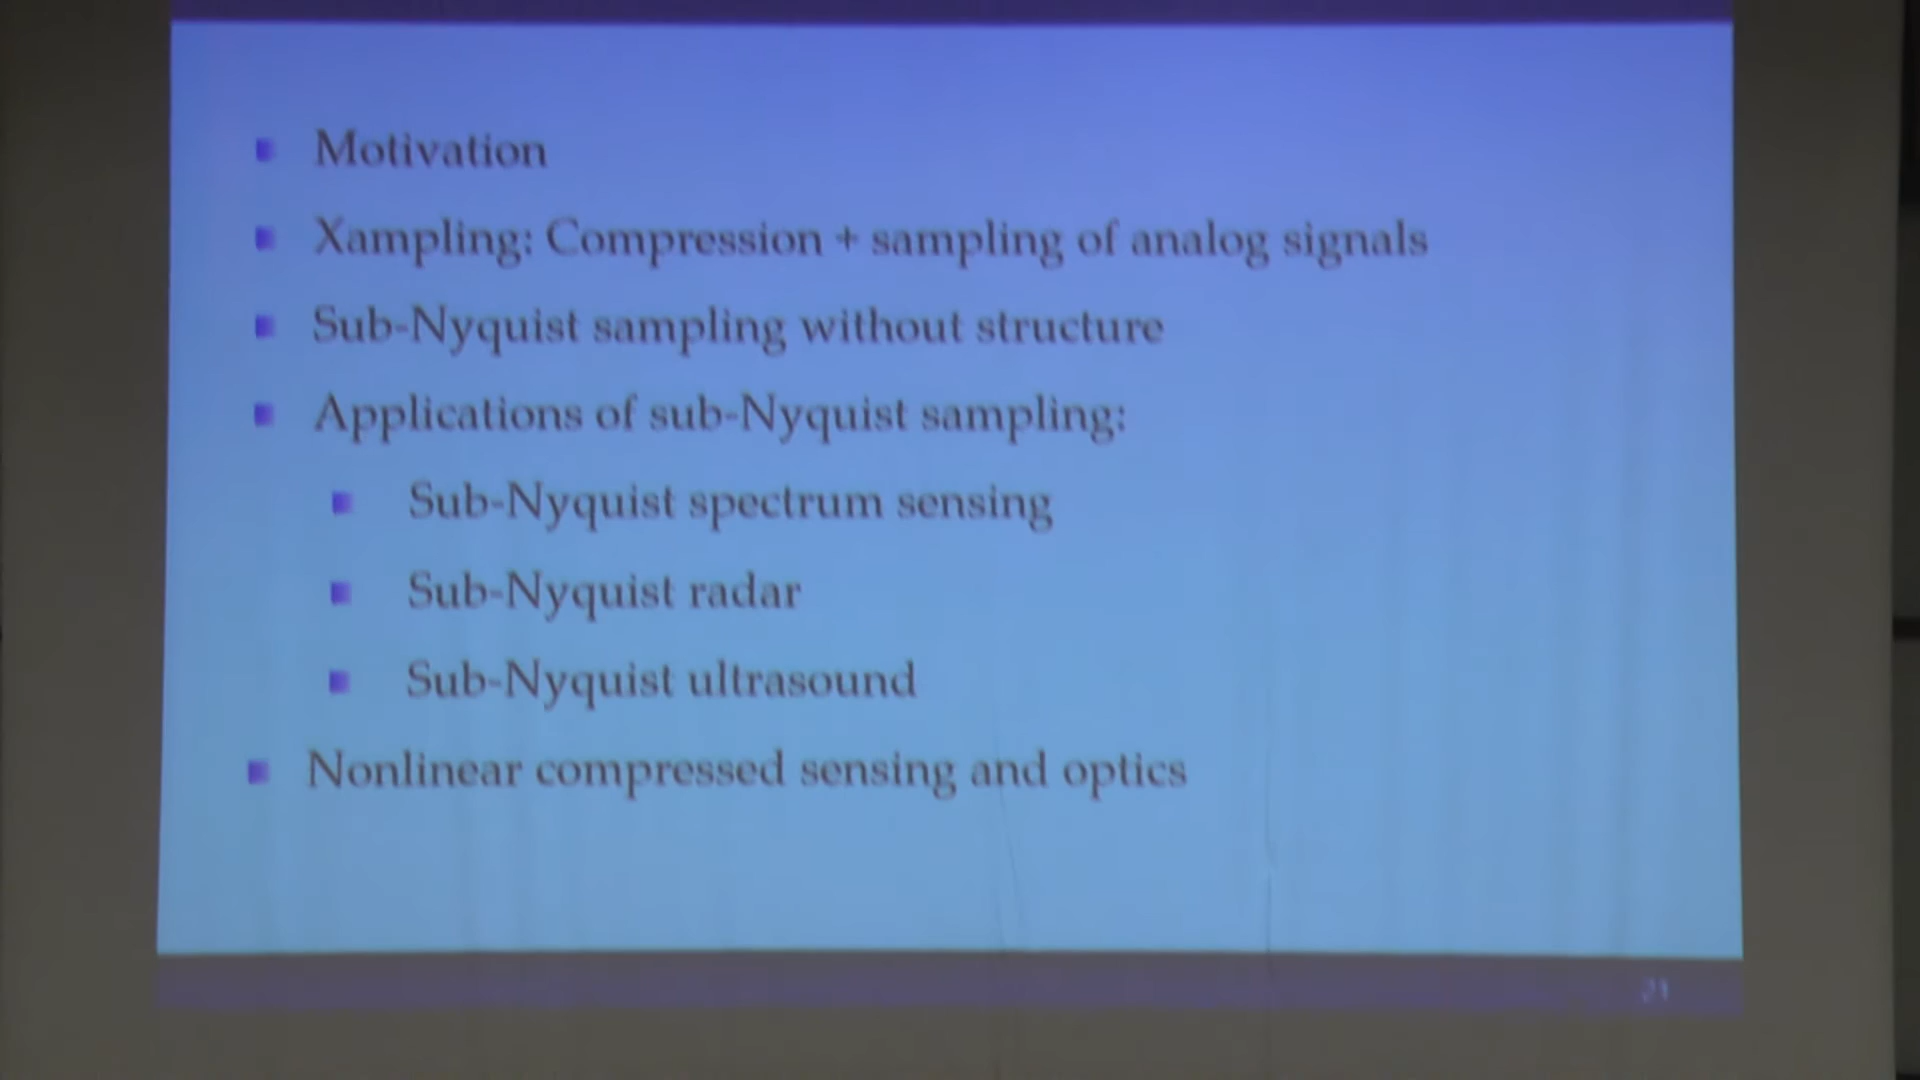 Motivation
Xampling: Compression + sampling of analog signals
Sub-Nyquist sampling without structure
Applications of sub-Nyquist sampling:
Sub-Nyquist spectrum sensing
Sub-Nyquist radar
Sub-Nyquist ultrasound
Nonlinear compressed sensing and optics